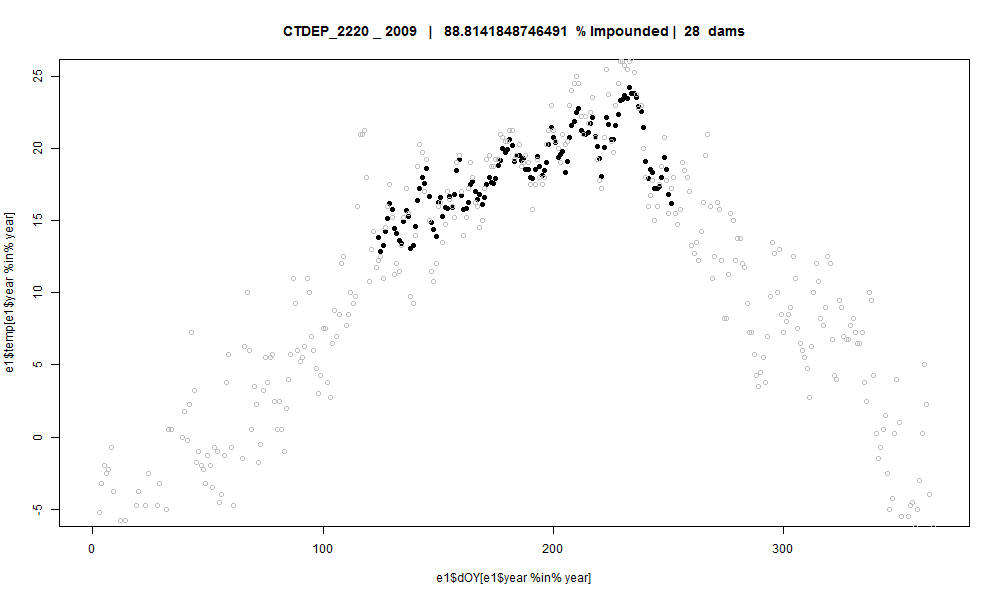 CTDEP_2220 _ 2009 | 88.8141848746491 % Impounded | 28 dams
e1$temp[e1$year %in% year]
25
20
15
10
5
0
-5
0 100 200 300
e1$dOY[e1$year %in% year]